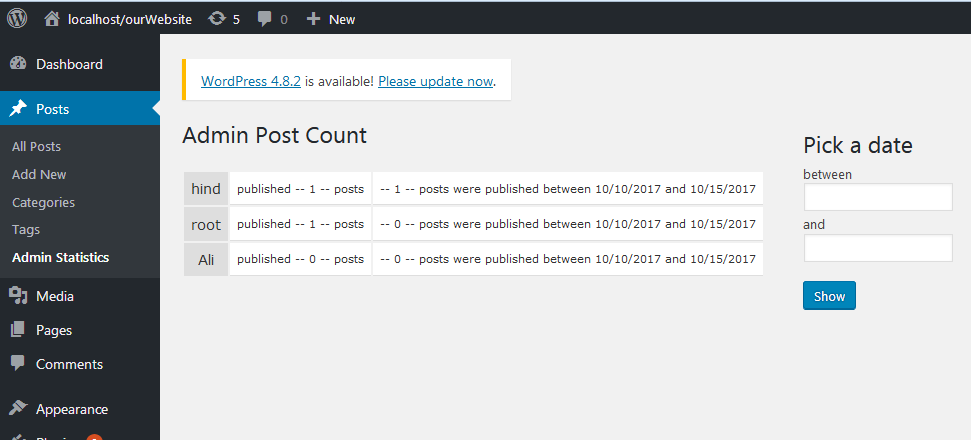 localhost/ourWebsite 5 0 New
Dashboard
Posts
All Posts
Add New
Categories
Tags
Admin Statistics
Media
Pages
Comments
Appearance
WordPress 4.8.2 is available! Please update now.
Admin Post Count
hind published -- 1 -- posts -- 1 -- posts were published between 10/10/2017 and 10/15/2017
root published -- 1 -- posts -- 0 -- posts were published between 10/10/2017 and 10/15/2017
Ali published -- 0 -- posts -- 0 -- posts were published between 10/10/2017 and 10/15/2017
Pick a date
between
and
Show